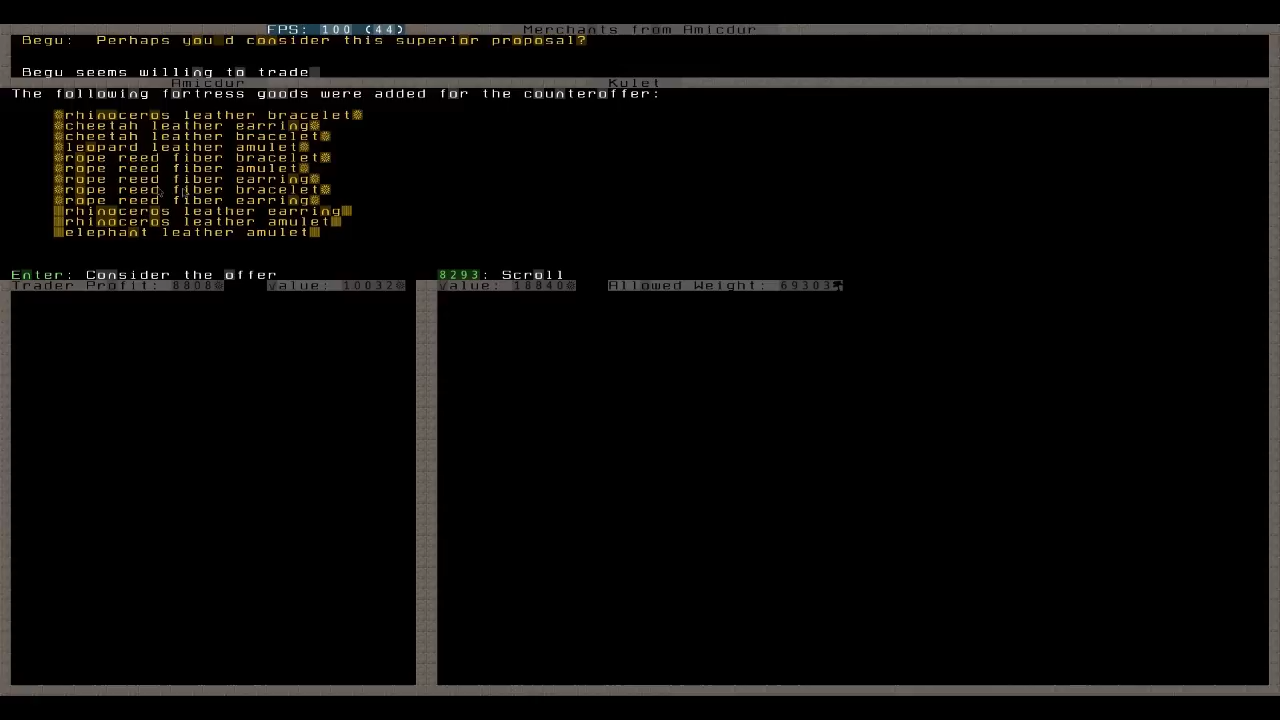 FPS: 100 (44) Merchants from Amicdur
Begu: Perhaps you'd consider this superior proposal?
Begu seems willing to trade
Amicdur Kulet
The following fortress goods were added for the counteroffer:
☼rhinoceros leather bracelet☼
☼cheetah leather earring☼
☼cheetah leather bracelet☼
☼leopard leather amulet☼
☼rope reed fiber bracelet☼
☼rope reed fiber amulet☼
☼rope reed fiber earring☼
☼rope reed fiber bracelet☼
☼rope reed fiber earring☼
≡rhinoceros leather earring≡
≡rhinoceros leather amulet≡
≡elephant leather amulet≡
Enter: Consider the offer 8293: Scroll
Trader Profit: 8808☼ Value: 10032☼ Value: 18840☼ Allowed Weight: 69303